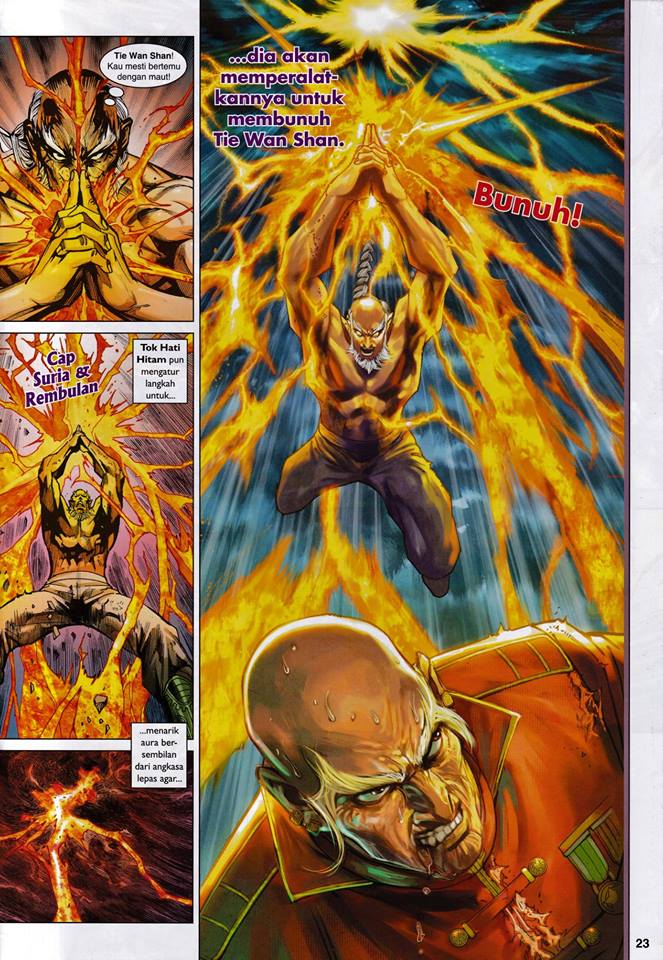 Tie Wan Shan!
Kau mesti bertemu
dengan maut!
Cap
Suria &
Rembulan
Tok Hati
Hitam pun
mengatur
langkah
untuk...
...menarik
aura ber-
sembilan
dari angkasa
lepas agar...
...dia akan
memperalat-
kannya untuk
membunuh
Tie Wan Shan.
Bunuh!
23